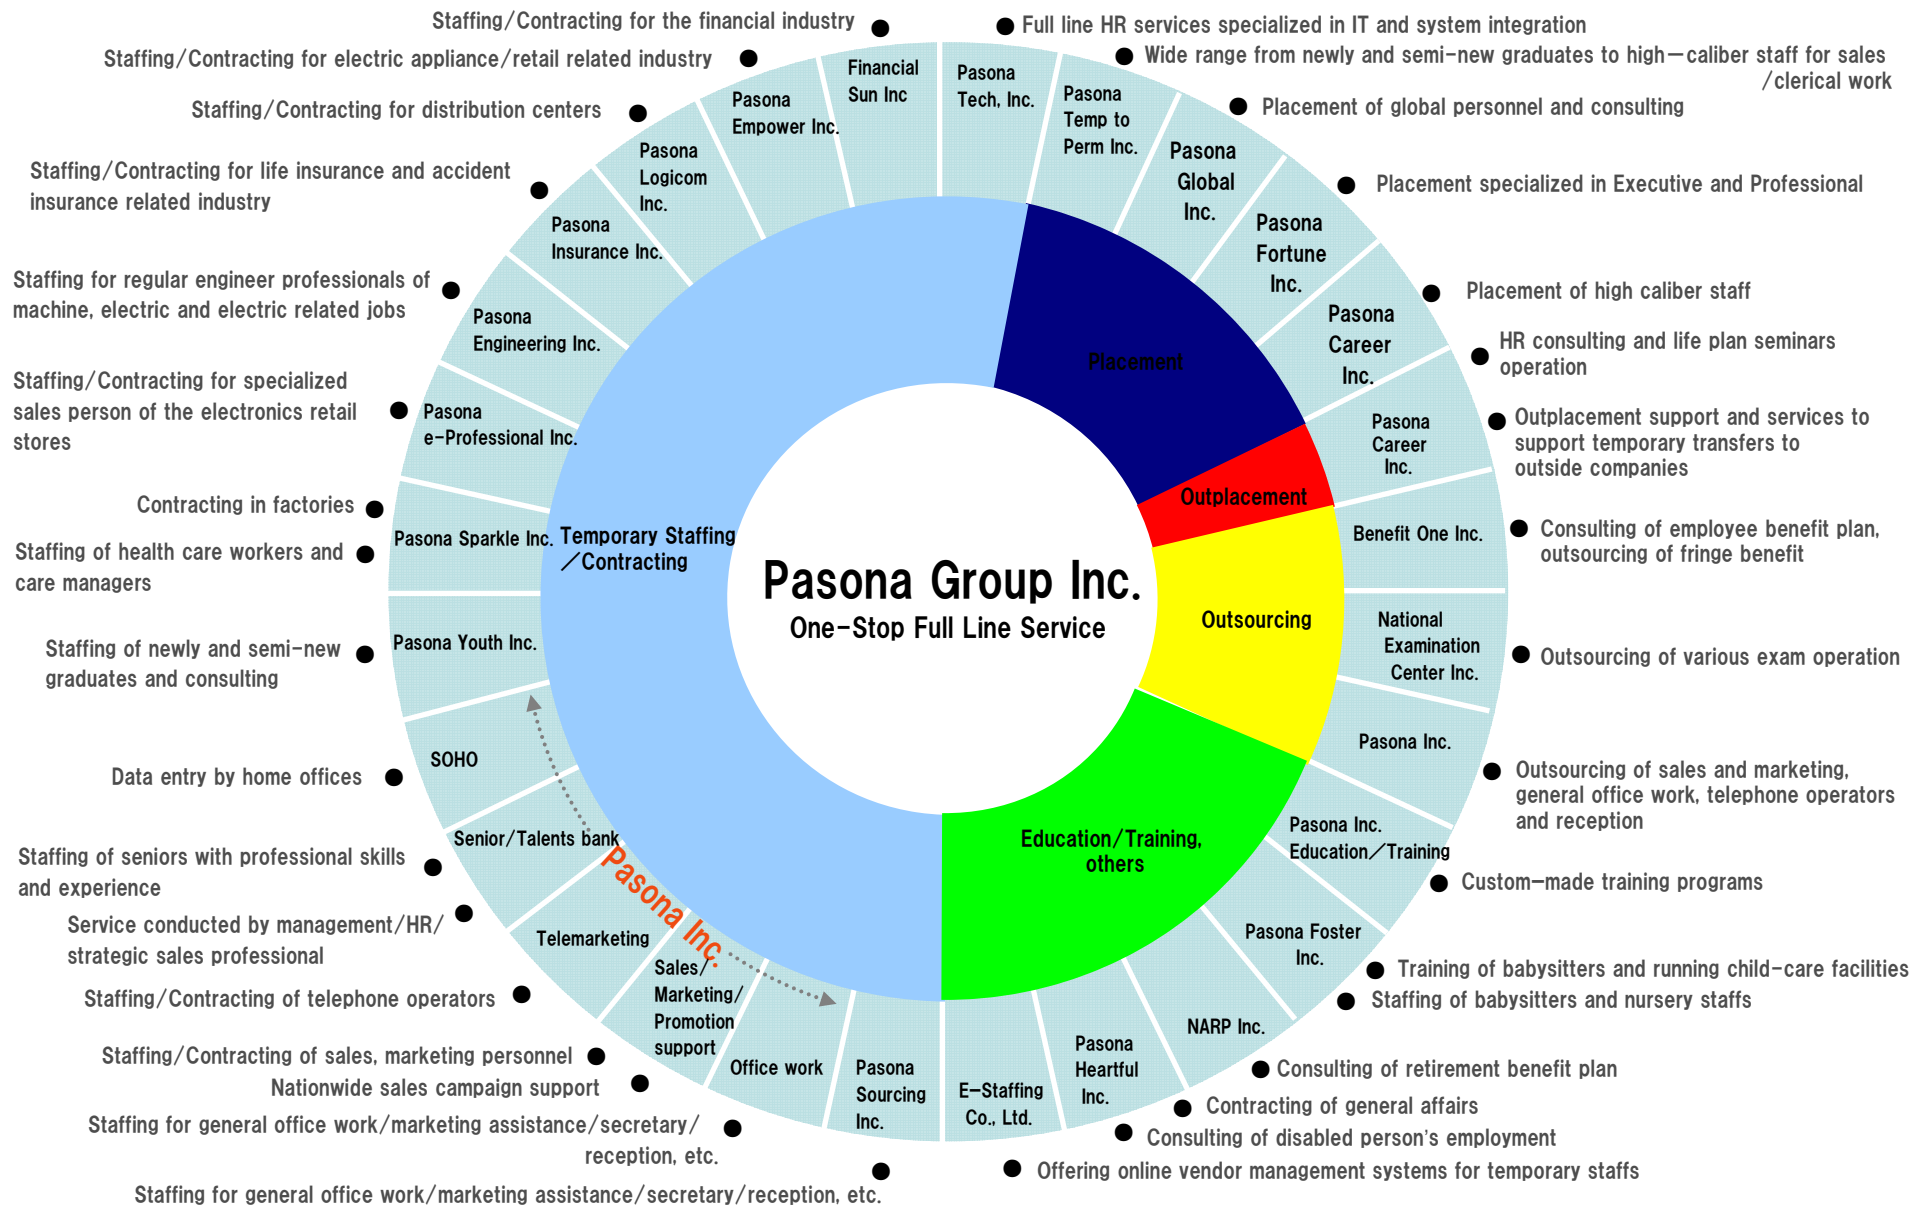 Staffing/Contracting for the financial industry
Staffing/Contracting for electric appliance/retail related industry
Staffing/Contracting for distribution centers
Staffing/Contracting for life insurance and accident
insurance related industry
Staffing for regular engineer professionals of
machine, electric and electric related jobs
Staffing/Contracting for specialized
sales person of the electronics retail
stores
Contracting in factories
Staffing of health care workers and
care managers
Staffing of newly and semi-new
graduates and consulting
Data entry by home offices
Staffing of seniors with professional skills
and experience
Service conducted by management/HR/
strategic sales professional
Staffing/Contracting of telephone operators
Staffing/Contracting of sales, marketing personnel
Nationwide sales campaign support
Staffing for general office work/marketing assistance/secretary/
reception, etc.
Staffing for general office work/marketing assistance/secretary/reception, etc.
Financial
Sun Inc
Pasona
Empower Inc.
Pasona
Logicom
Inc.
Pasona
Insurance Inc.
Pasona
Engineering Inc.
Pasona
e-Professional Inc.
Pasona Sparkle Inc.
Pasona Youth Inc.
SOHO
Senior/Talents bank
Telemarketing
Sales/
Marketing/
Promotion
support
Office work
Pasona
Sourcing
Inc.
Pasona Inc.
Temporary Staffing
／Contracting
Pasona Group Inc.
One-Stop Full Line Service
Placement
Outplacement
Outsourcing
Education/Training,
others
Pasona
Tech, Inc.
Pasona
Temp to
Perm Inc.
Pasona
Global
Inc.
Pasona
Fortune
Inc.
Pasona
Career
Inc.
Pasona
Career
Inc.
Benefit One Inc.
National
Examination
Center Inc.
Pasona Inc.
Pasona Inc.
Education／Training
Pasona Foster
Inc.
NARP Inc.
Pasona
Heartful
Inc.
E-Staffing
Co., Ltd.
Full line HR services specialized in IT and system integration
Wide range from newly and semi-new graduates to high—caliber staff for sales
/clerical work
Placement of global personnel and consulting
Placement specialized in Executive and Professional
Placement of high caliber staff
HR consulting and life plan seminars
operation
Outplacement support and services to
support temporary transfers to
outside companies
Consulting of employee benefit plan,
outsourcing of fringe benefit
Outsourcing of various exam operation
Outsourcing of sales and marketing,
general office work, telephone operators
and reception
Custom—made training programs
Training of babysitters and running child-care facilities
Staffing of babysitters and nursery staffs
Consulting of retirement benefit plan
Contracting of general affairs
Consulting of disabled person's employment
Offering online vendor management systems for temporary staffs